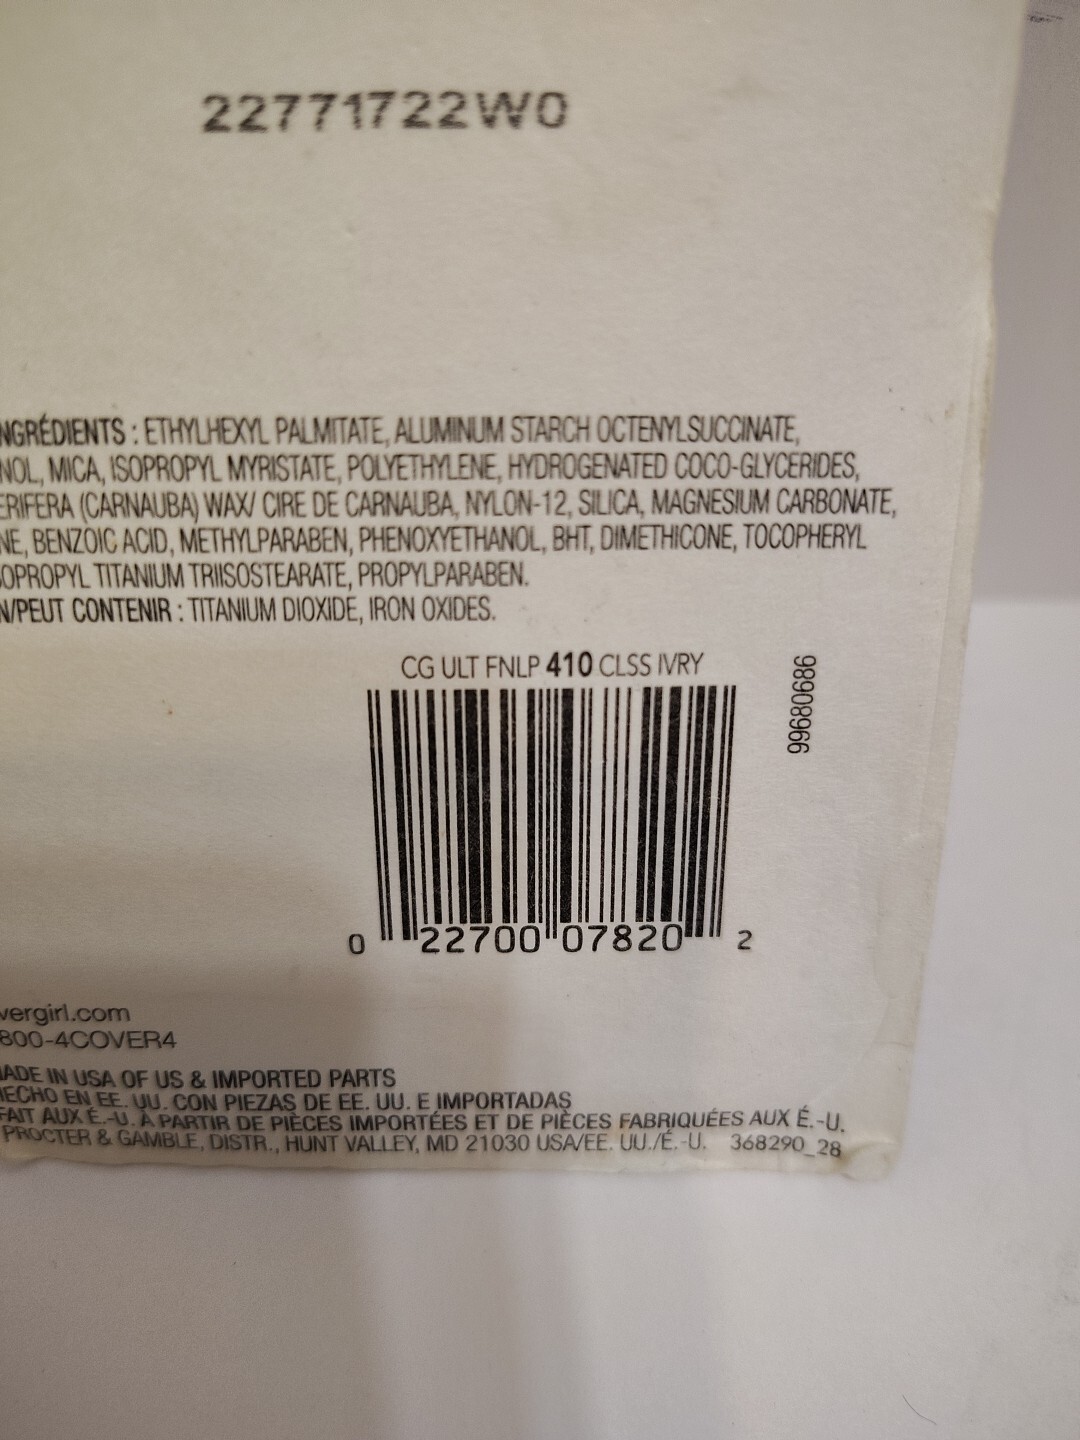 22771722W0
NGRÉDIENTS : ETHYLHEXYL PALMITATE, ALUMINUM STARCH OCTENYLSUCCINATE,
NOL, MICA, ISOPROPYL MYRISTATE, POLYETHYLENE, HYDROGENATED COCO-GLYCERIDES,
ERIFERA (CARNAUBA) WAX/ CIRE DE CARNAUBA, NYLON-12, SILICA, MAGNESIUM CARBONATE,
NE, BENZOIC ACID, METHYLPARABEN, PHENOXYETHANOL, BHT, DIMETHICONE, TOCOPHERYL
SOPROPYL TITANIUM TRIISOSTEARATE, PROPYLPARABEN.
N/PEUT CONTENIR : TITANIUM DIOXIDE, IRON OXIDES.
CG ULT FNLP 410 CLSS IVRY
99680686
0 22700 07820 2
vergirl.com
800-4COVER4
MADE IN USA OF US & IMPORTED PARTS
HECHO EN EE. UU. CON PIEZAS DE EE. UU. E IMPORTADAS
FAIT AUX É.-U. À PARTIR DE PIÈCES IMPORTÉES ET DE PIÈCES FABRIQUÉES AUX É.-U.
PROCTER & GAMBLE, DISTR., HUNT VALLEY, MD 21030 USA/EE. UU./É.-U. 368290_28